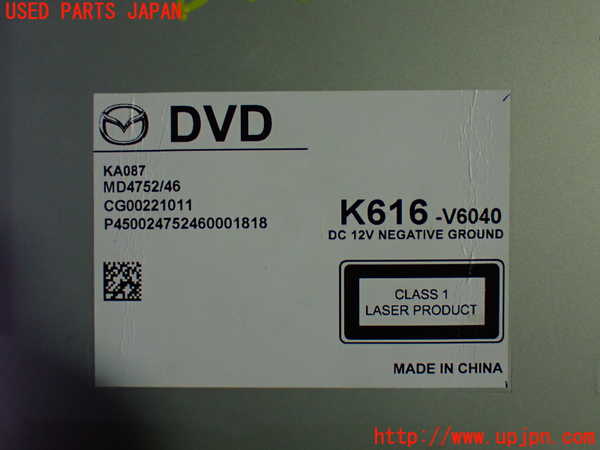 USED PARTS JAPAN
DVD
KA087
MD4752/46
CG00221011
P450024752460001818
K616 -V6040
DC 12V NEGATIVE GROUND
CLASS 1
LASER PRODUCT
MADE IN CHINA
http://www.upjpn.com